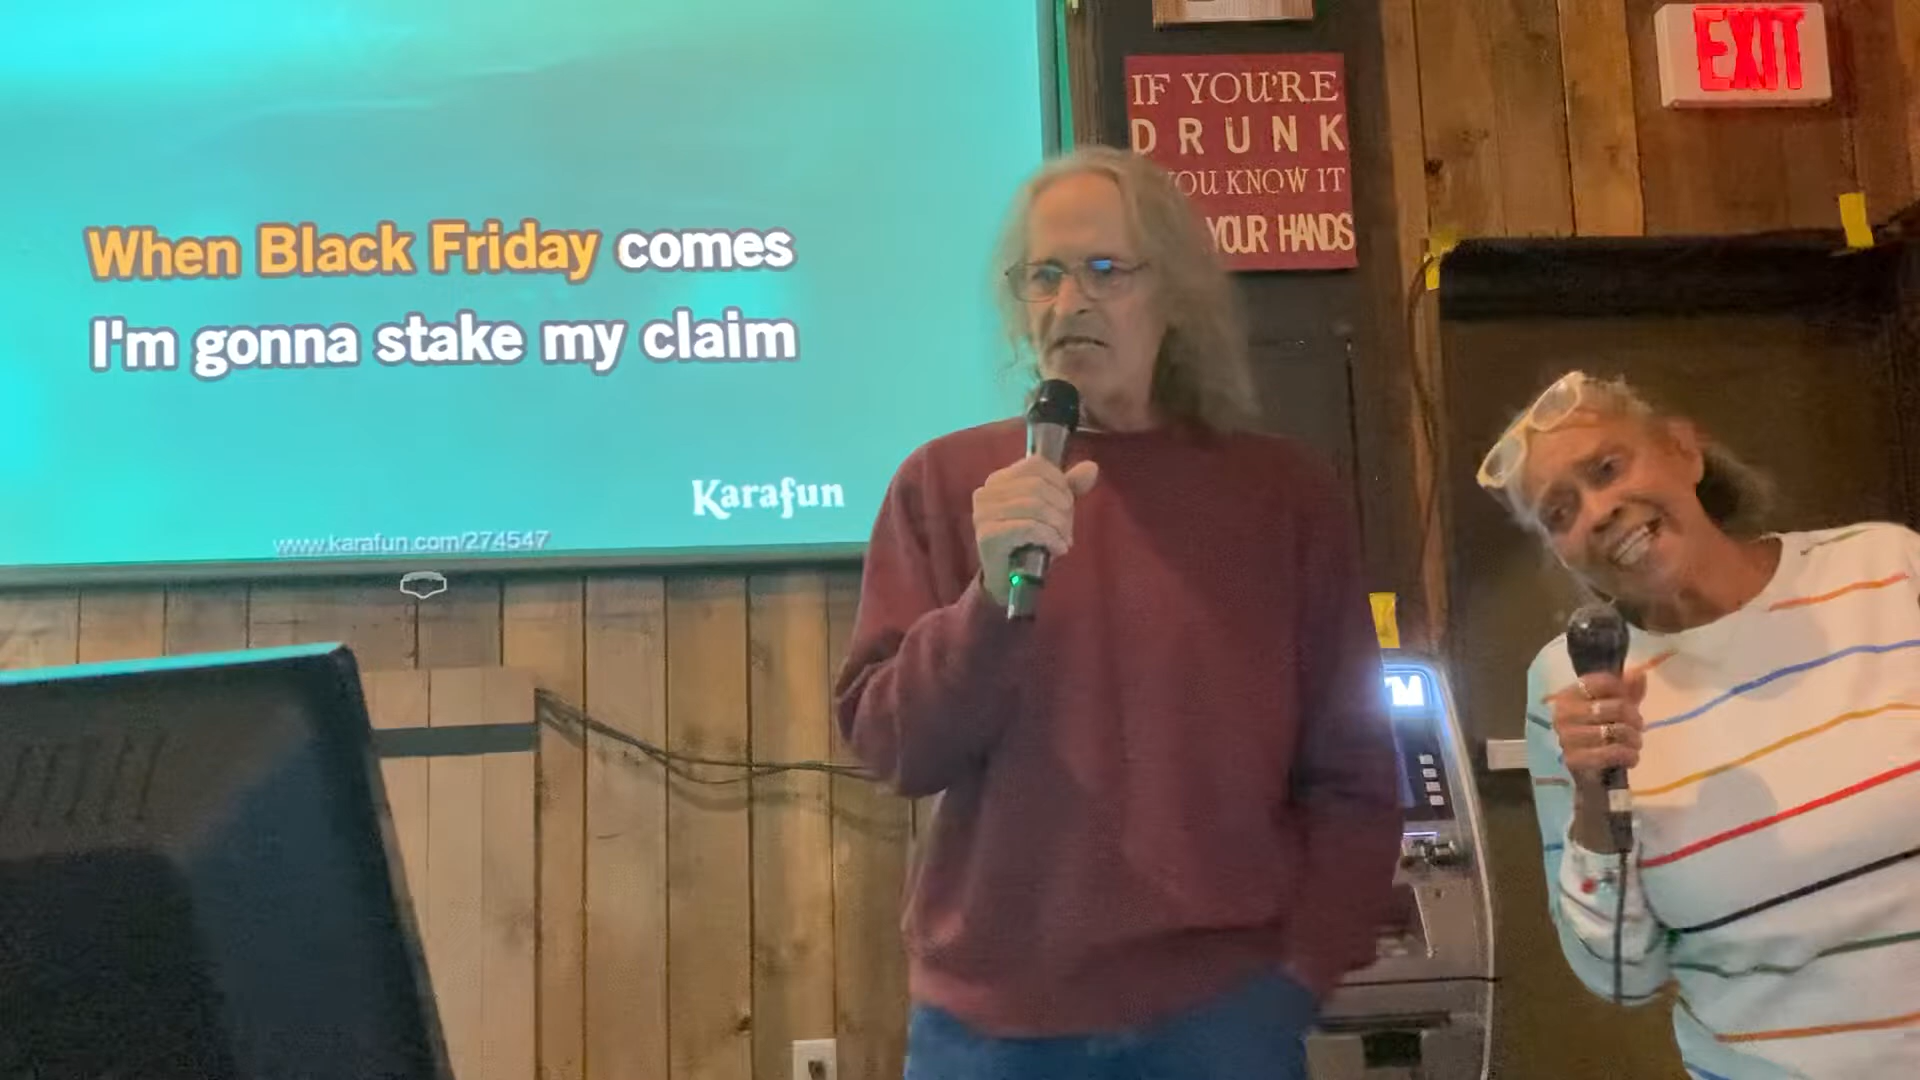 When Black Friday comes
I'm gonna stake my claim
Karafun
www.karafun.com/274547
IF YOU'RE
DRUNK
YOU KNOW IT
YOUR HANDS
EXIT